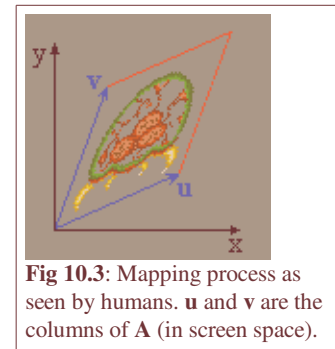 y
v
u
x
Fig 10.3: Mapping process as
seen by humans. u and v are the
columns of A (in screen space).